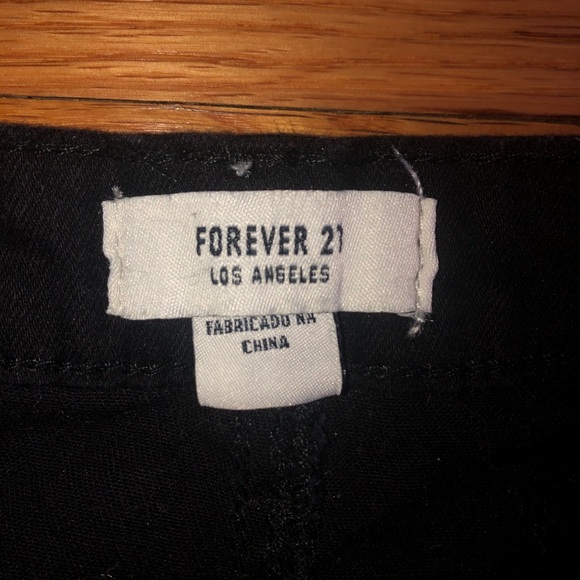 FOREVER 21
LOS ANGELES
FABRICADO NA
CHINA